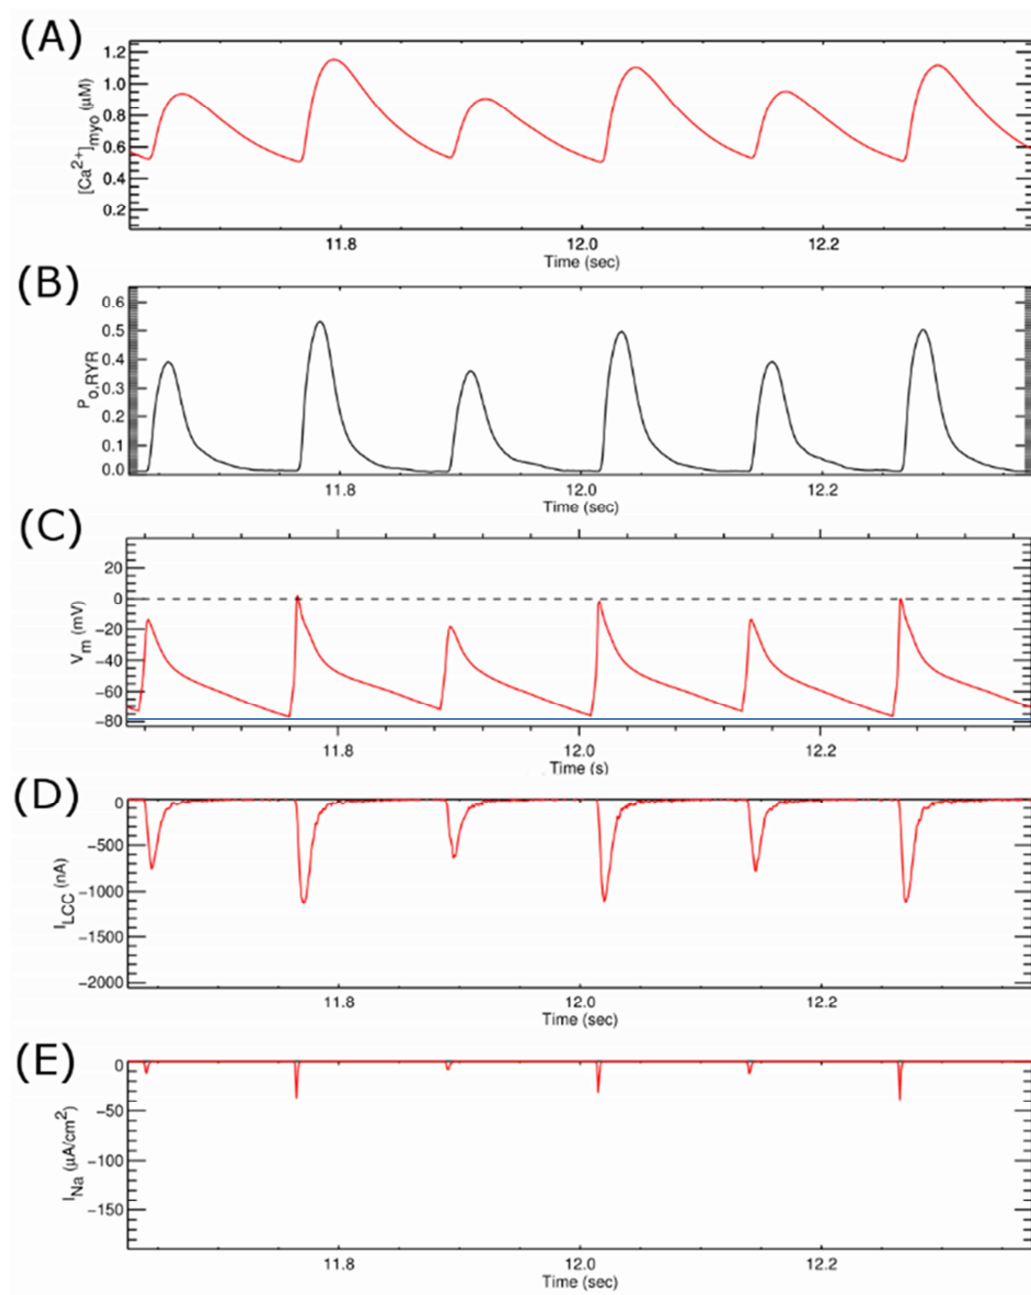 (A)
[Ca2+]myo (μM)
1.2
1.0
0.8
0.6
0.4
0.2
11.8 12.0 12.2
Time (sec)
(B)
Po,RYR
0.6
0.5
0.4
0.3
0.2
0.1
0.0
11.8 12.0 12.2
Time (sec)
(C)
Vm (mV)
20
0
−20
−40
−60
−80
11.8 12.0 12.2
Time (s)
(D)
ILCC (nA)
0
−500
−1000
−1500
−2000
11.8 12.0 12.2
Time (sec)
(E)
INa (μA/cm2)
0
−50
−100
−150
11.8 12.0 12.2
Time (sec)